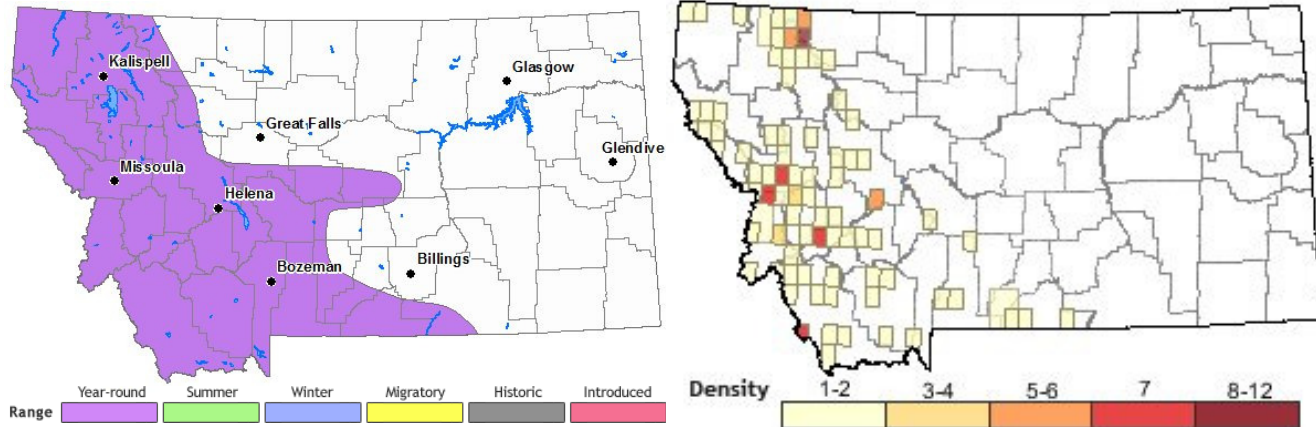 Kalispell
Glasgow
Great Falls
Glendive
Missoula
Helena
Bozeman
Billings
Year-round Summer Winter Migratory Historic Introduced
Range
Density 1-2 3-4 5-6 7 8-12